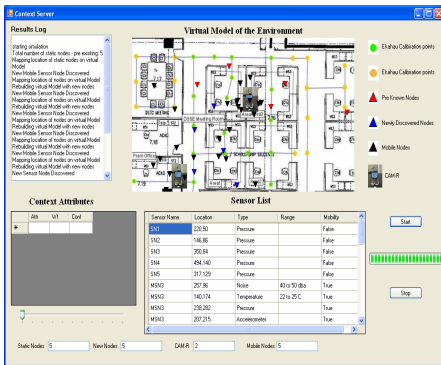 Context Server
Results Log
starting simulation
Total number of static nodes - pre existing: 5
Mapping location of static nodes on virtual
Model
New Mobile Sensor Node Discovered
Mapping location of nodes on virtual Model
Rebuilding virtual Model with new nodes
New Mobile Sensor Node Discovered
Mapping location of nodes on virtual Model
Rebuilding virtual Model with new nodes
New Mobile Sensor Node Discovered
Mapping location of nodes on virtual Model
Rebuilding virtual Model with new nodes
New Mobile Sensor Node Discovered
Mapping location of nodes on virtual Model
Rebuilding virtual Model with new nodes
New Mobile Sensor Node Discovered
Mapping location of nodes on virtual Model
Rebuilding virtual Model with new nodes
New Sensor Node Discovered
Virtual Model of the Environment
Ekahau Calibration points
Ekahau Calibration points
Pre Known Nodes
Newly Discovered Nodes
Mobile Nodes
CAM-R
Context Attributes
Attr Wt Conf
Sensor List
Sensor Name Location Type Range Mobility
SN1 220,50 Pressure False
SN2 146,86 Pressure False
SN3 350,84 Pressure False
SN4 494,140 Pressure False
SN5 317,129 Pressure False
MSN3 257,96 Noise 40 to 50 dba True
MSN3 140,174 Temperature 22 to 25 C True
MSN3 238,282 Pressure True
MSN3 207,215 Accelerometer True
Start
Stop
Static Nodes 5 New Nodes 5 CAM-R 2 Mobile Nodes 5